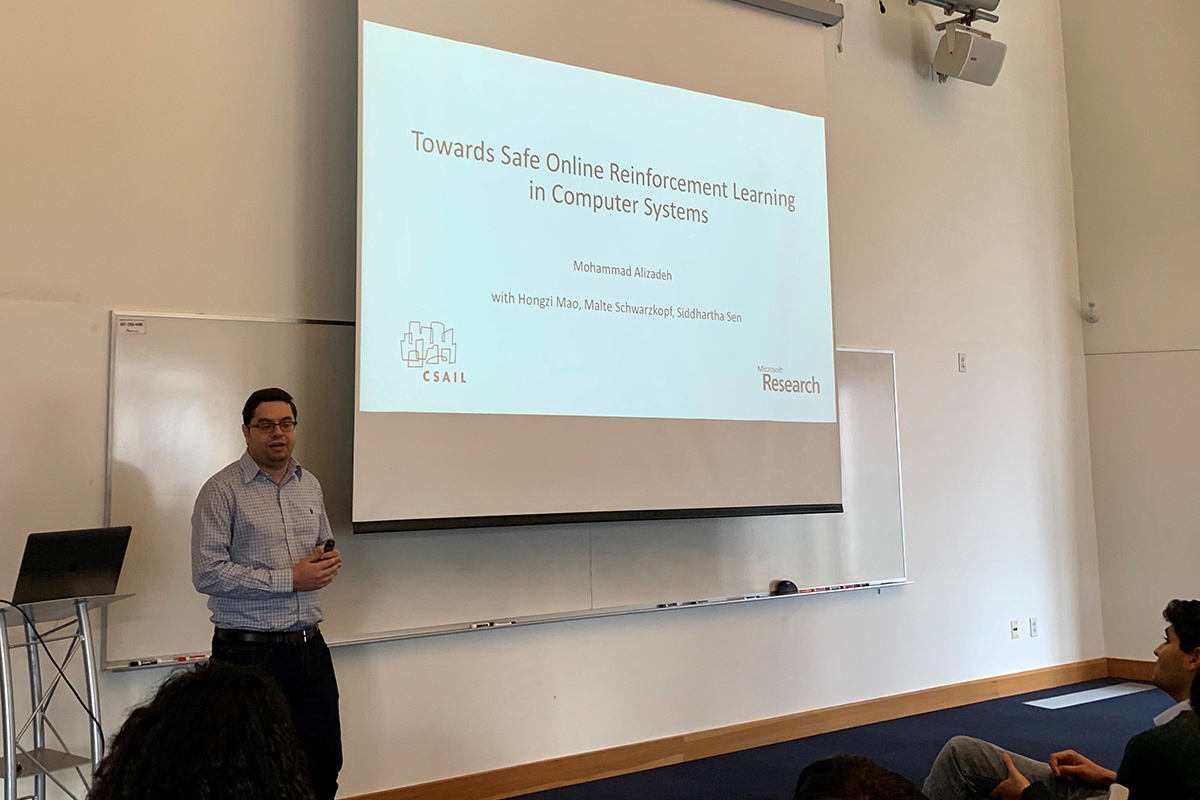 Towards Safe Online Reinforcement Learning
in Computer Systems
Mohammad Alizadeh
with Hongzi Mao, Malte Schwarzkopf, Siddhartha Sen
CSAIL
Microsoft
Research